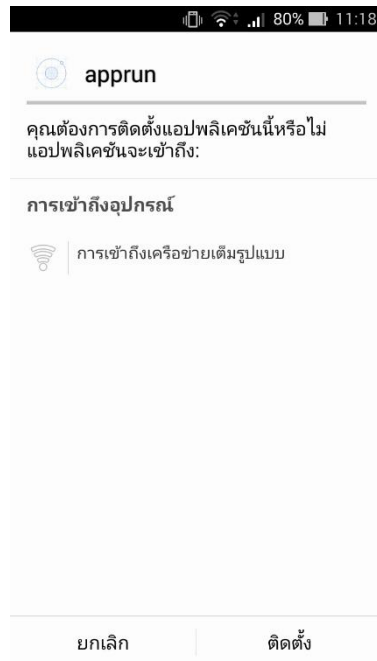 80% 11:18
apprun
คุณต้องการติดตั้งแอปพลิเคชันนี้หรือไม่
แอปพลิเคชันจะเข้าถึง:
การเข้าถึงอุปกรณ์
การเข้าถึงเครือข่ายเต็มรูปแบบ
ยกเลิก ติดตั้ง